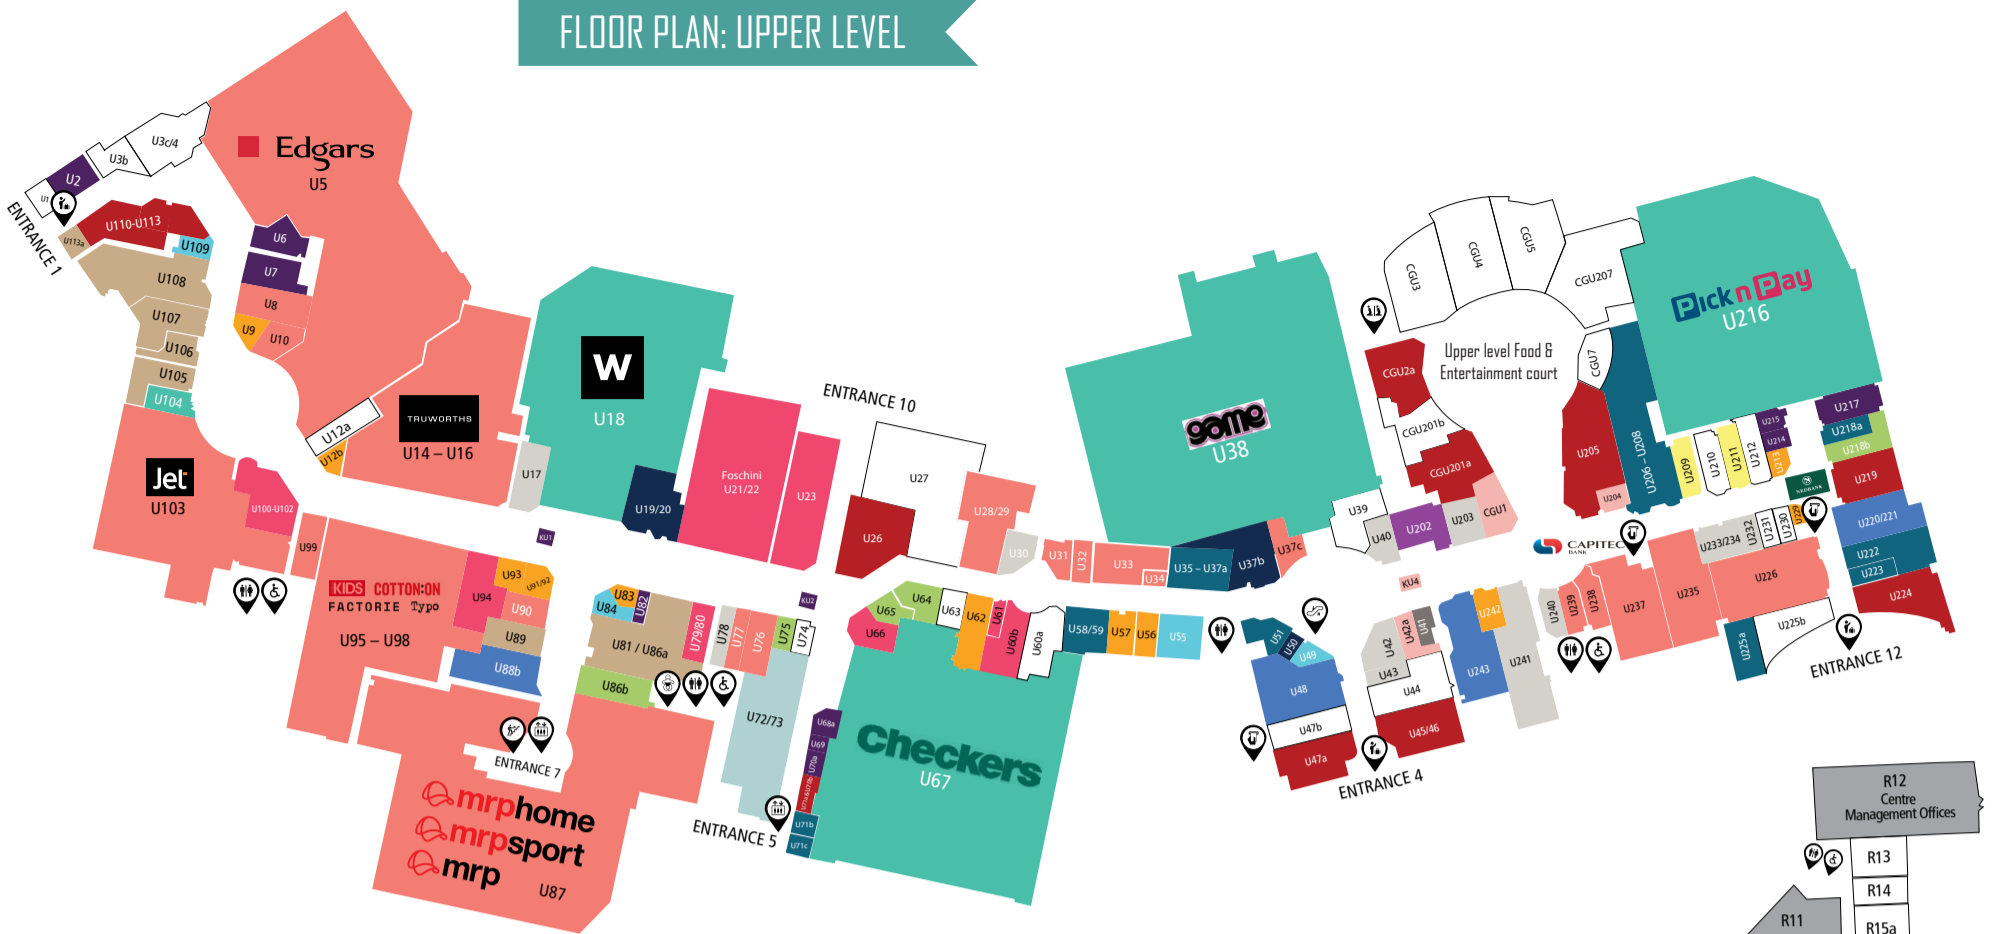 FLOOR PLAN: UPPER LEVEL
ENTRANCE 1
U1
U2
U3b
U3c/4
Edgars
U5
U113a
U110-U113
U109
U108
U107
U106
U105
U104
U6
U7
U8
U9
U10
U12a
U12b
TRUWORTHS
U14 – U16
U17
W
U18
U19/20
Foschini
U21/22
U23
ENTRANCE 10
U27
U26
U28/29
U30
U31
U32
U33
U34
U35 – U37a
U37b
U37c
game
U38
U39
U40
U202
U203
CGU1
CGU201a
CGU201b
CGU2a
CGU3
CGU4
CGU5
CGU207
CGU7
Upper level Food &
Entertainment court
Pick n Pay
U216
U205
U204
U206 – U208
U209
U210
U211
U212
U213
U214
U215
U217
U218a
U218b
U219
NEDBANK
U220/221
U222
U223
U224
U229
U230
U231
U232
U233/234
U226
U225b
U225a
U235
U237
U238
U239
U240
ENTRANCE 12
CAPITEC
BANK
KU4
Jet
U103
U100-U102
U99
KIDS COTTON:ON
FACTORIE Typo
U95 – U98
U94
U93
U91/92
U90
U89
U88b
KU1
U84
U83
U82
U81 / U86a
U86b
U79/80
U78
U77
U76
U75
U74
KU2
U72/73
ENTRANCE 7
mrphome
mrpsport
mrp
U87
ENTRANCE 5
U68a
U69
U70a
U71a&U70b
U71b
U71c
Checkers
U67
U66
U65
U64
U63
U62
U61
U60b
U60a
U58/59
U57
U56
U55
U51
U50
U49
U48
U47b
U47a
ENTRANCE 4
U42
U42a
U41
U43
U44
U45/46
U243
U242
U241
R12
Centre
Management Offices
R13
R14
R15a
R11